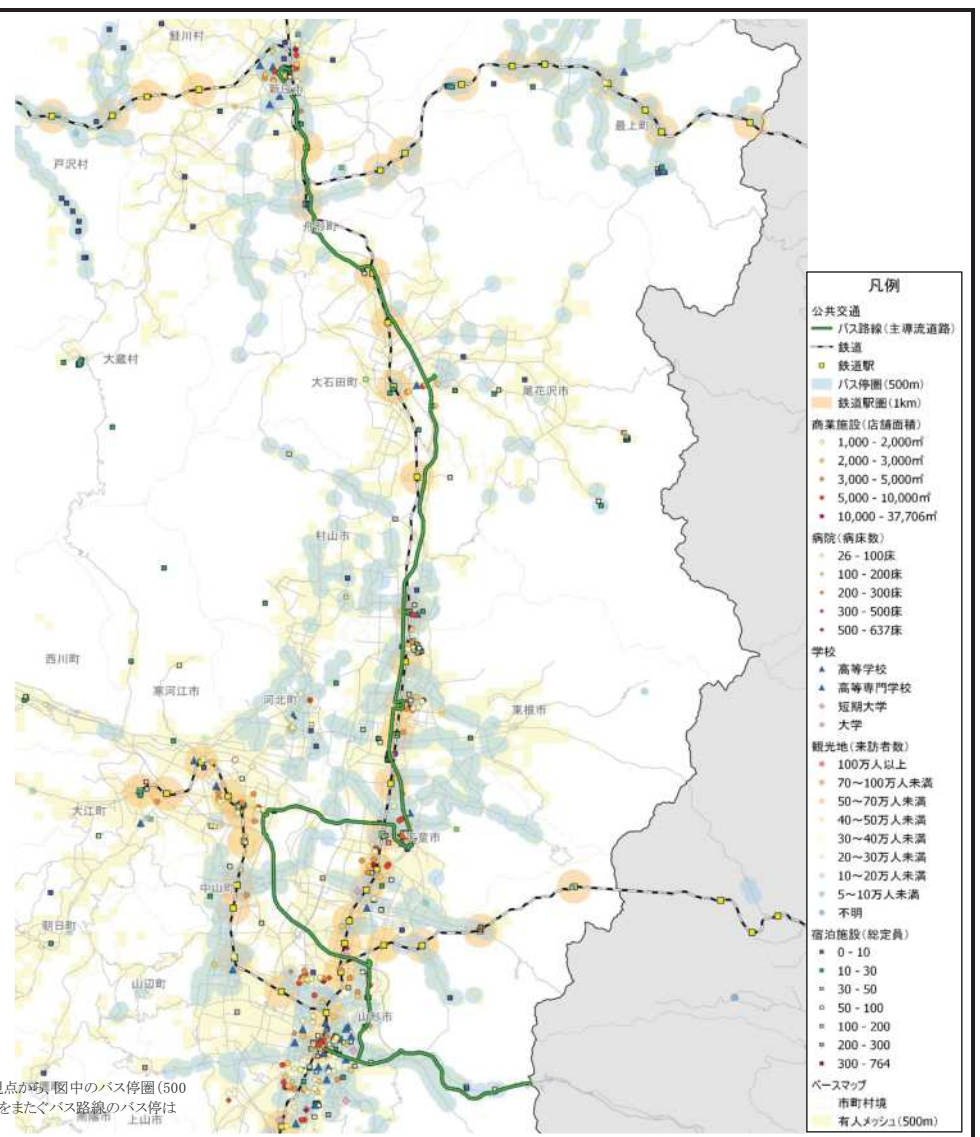 鮭川村
新庄市
最上町
戸沢村
舟形町
大蔵村
大石田町
尾花沢市
村山市
西川町
寒河江市
河北町
東根市
大江町
天童市
中山町
朝日町
山辺町
山形市
南陽市
上山市
図中のバス停圏(500
をまたぐバス路線のバス停は
凡例
公共交通
バス路線(主導流道路)
鉄道
鉄道駅
バス停圏(500m)
鉄道駅圏(1km)
商業施設(店舗面積)
1,000 - 2,000㎡
2,000 - 3,000㎡
3,000 - 5,000㎡
5,000 - 10,000㎡
10,000 - 37,706㎡
病院(病床数)
26 - 100床
100 - 200床
200 - 300床
300 - 500床
500 - 637床
学校
高等学校
高等専門学校
短期大学
大学
観光地(来訪者数)
100万人以上
70～100万人未満
50～70万人未満
40～50万人未満
30～40万人未満
20～30万人未満
10～20万人未満
5～10万人未満
不明
宿泊施設(総定員)
0 - 10
10 - 30
30 - 50
50 - 100
100 - 200
200 - 300
300 - 764
ベースマップ
市町村境
有人メッシュ(500m)